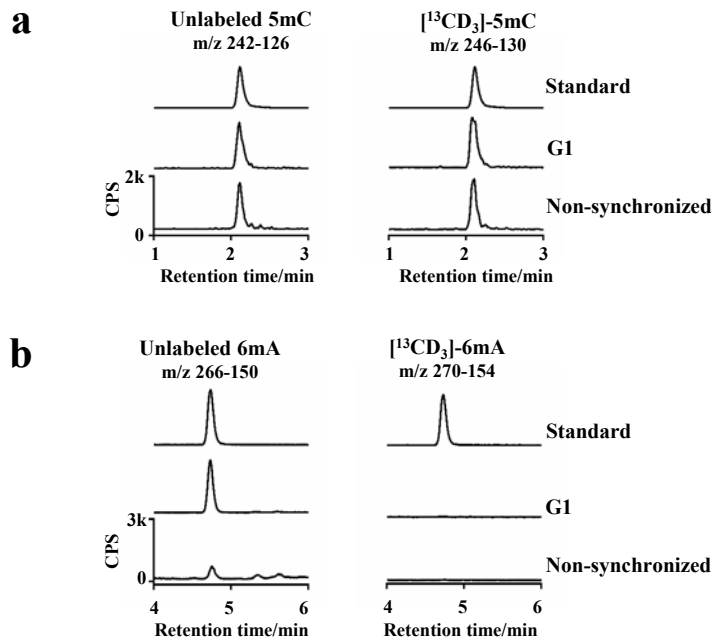 a
Unlabeled 5mC
m/z 242-126
[¹³CD₃]-5mC
m/z 246-130
Standard
G1
Non-synchronized
2k
CPS
0
1 2 3
Retention time/min
1 2 3
Retention time/min
b
Unlabeled 6mA
m/z 266-150
[¹³CD₃]-6mA
m/z 270-154
Standard
G1
Non-synchronized
3k
CPS
0
4 5 6
Retention time/min
4 5 6
Retention time/min